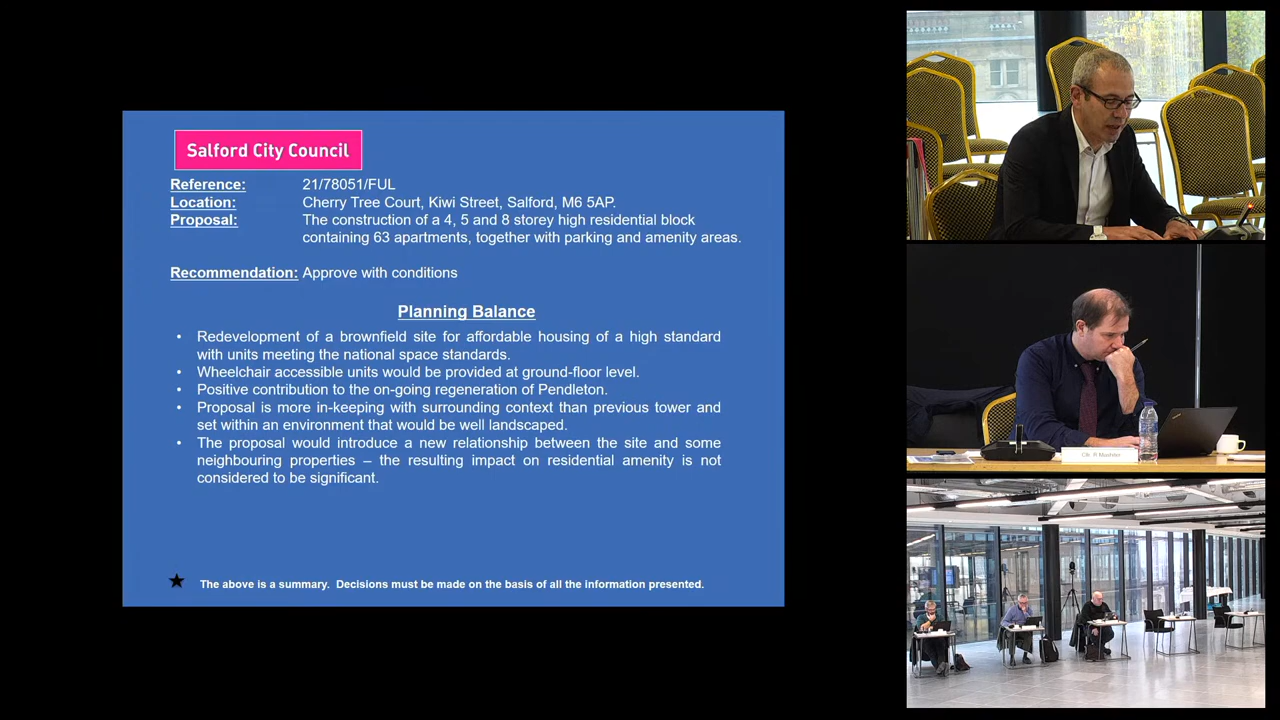 Salford City Council
Reference: 21/78051/FUL
Location: Cherry Tree Court, Kiwi Street, Salford, M6 5AP.
Proposal: The construction of a 4, 5 and 8 storey high residential block
containing 63 apartments, together with parking and amenity areas.
Recommendation: Approve with conditions
Planning Balance
• Redevelopment of a brownfield site for affordable housing of a high standard
with units meeting the national space standards.
• Wheelchair accessible units would be provided at ground-floor level.
• Positive contribution to the on-going regeneration of Pendleton.
• Proposal is more in-keeping with surrounding context than previous tower and
set within an environment that would be well landscaped.
• The proposal would introduce a new relationship between the site and some
neighbouring properties – the resulting impact on residential amenity is not
considered to be significant.
★ The above is a summary. Decisions must be made on the basis of all the information presented.